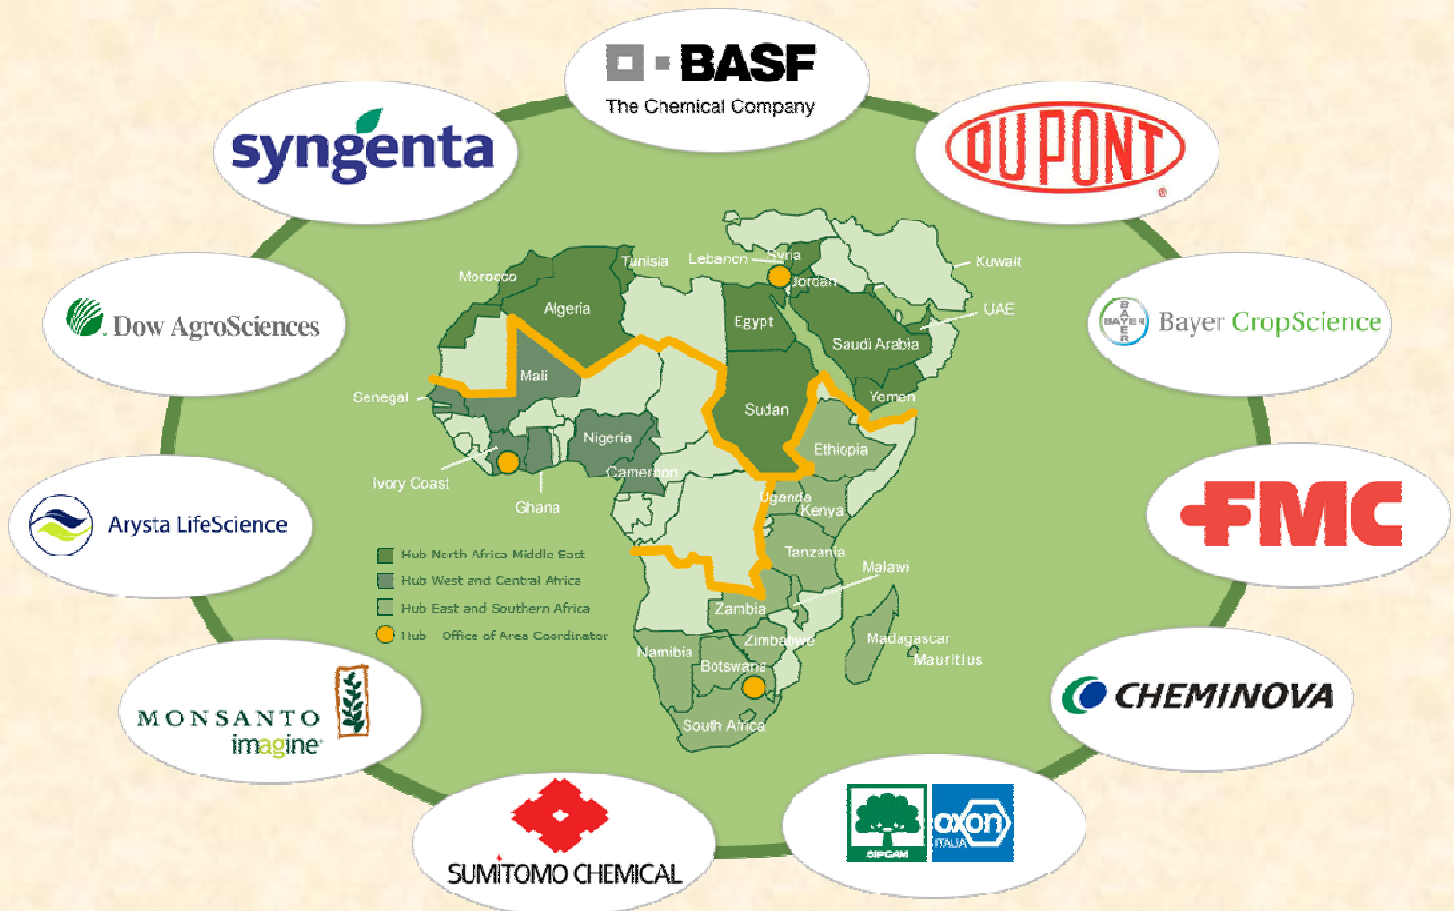 BASF
The Chemical Company
syngenta
DUPONT
®
Dow AgroSciences
BAYER
BAYER
Bayer CropScience
Arysta LifeScience
FMC
MONSANTO
imagine®
CHEMINOVA
SUMITOMO CHEMICAL
SIPCAM
oxon
ITALIA
Morocco
Tunisia
Lebanon
Syria
Jordan
Kuwait
Algeria
Egypt
UAE
Saudi Arabia
Mali
Senegal
Sudan
Yemen
Nigeria
Ethiopia
Cameroon
Ivory Coast
Ghana
Uganda
Kenya
Tanzania
Malawi
Zambia
Zimbabwe
Madagascar
Mauritius
Namibia
Botswana
South Africa
Hub North Africa Middle East
Hub West and Central Africa
Hub East and Southern Africa
Hub Office of Area Coordinator